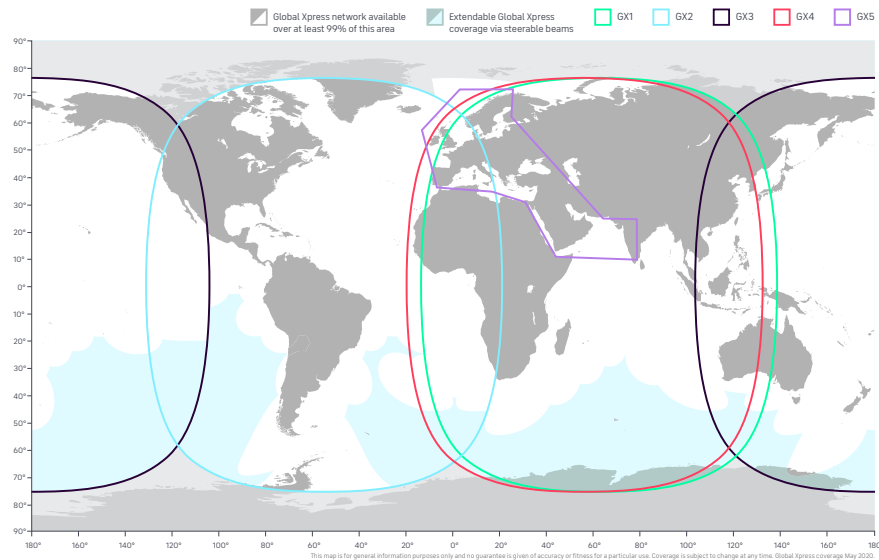 Global Xpress network available
over at least 99% of this area
Extendable Global Xpress
coverage via steerable beams
GX1
GX2
GX3
GX4
GX5
90°
80°
70°
60°
50°
40°
30°
20°
10°
0°
10°
20°
30°
40°
50°
60°
70°
80°
90°
180° 160° 140° 120° 100° 80° 60° 40° 20° 0° 20° 40° 60° 80° 100° 120° 140° 160° 180
This map is for general information purposes only and no guarantee is given of accuracy or fitness for a particular use. Coverage is subject to change at any time. Global Xpress coverage May 2020.